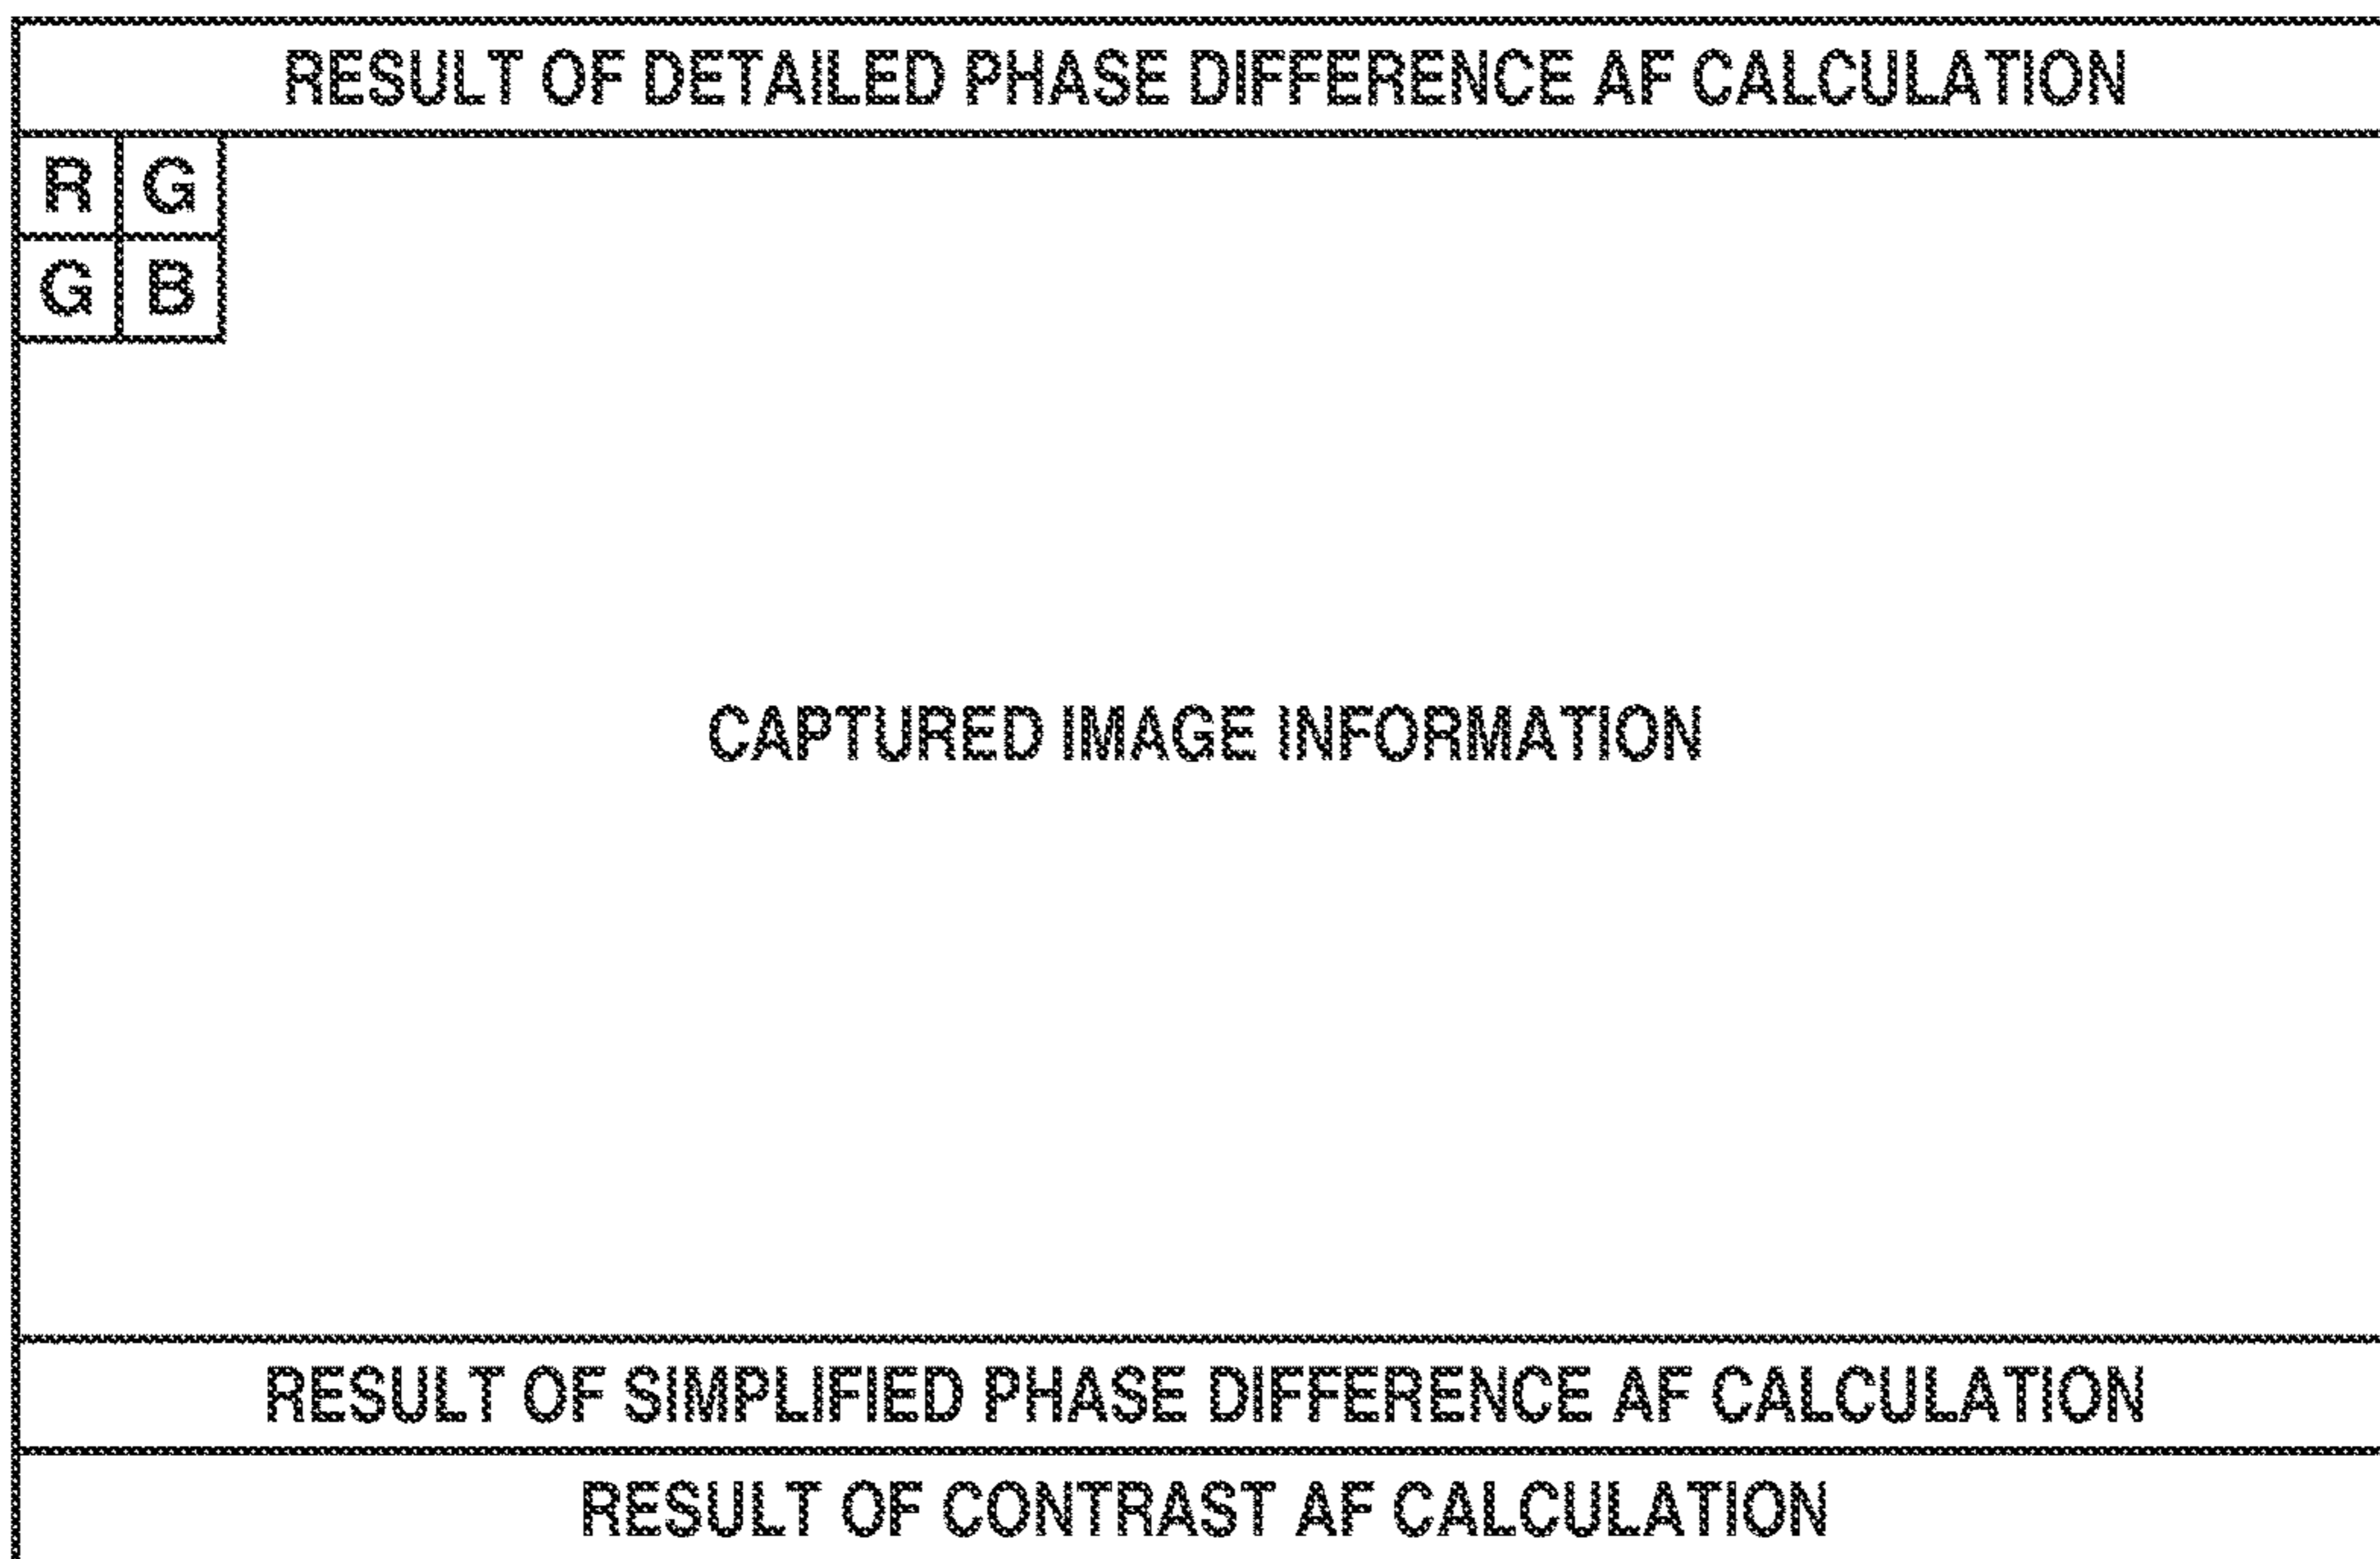 RESULT OF DETAILED PHASE DIFFERENCE AF CALCULATION
R G
G B
CAPTURED IMAGE INFORMATION
RESULT OF SIMPLIFIED PHASE DIFFERENCE AF CALCULATION
RESULT OF CONTRAST AF CALCULATION